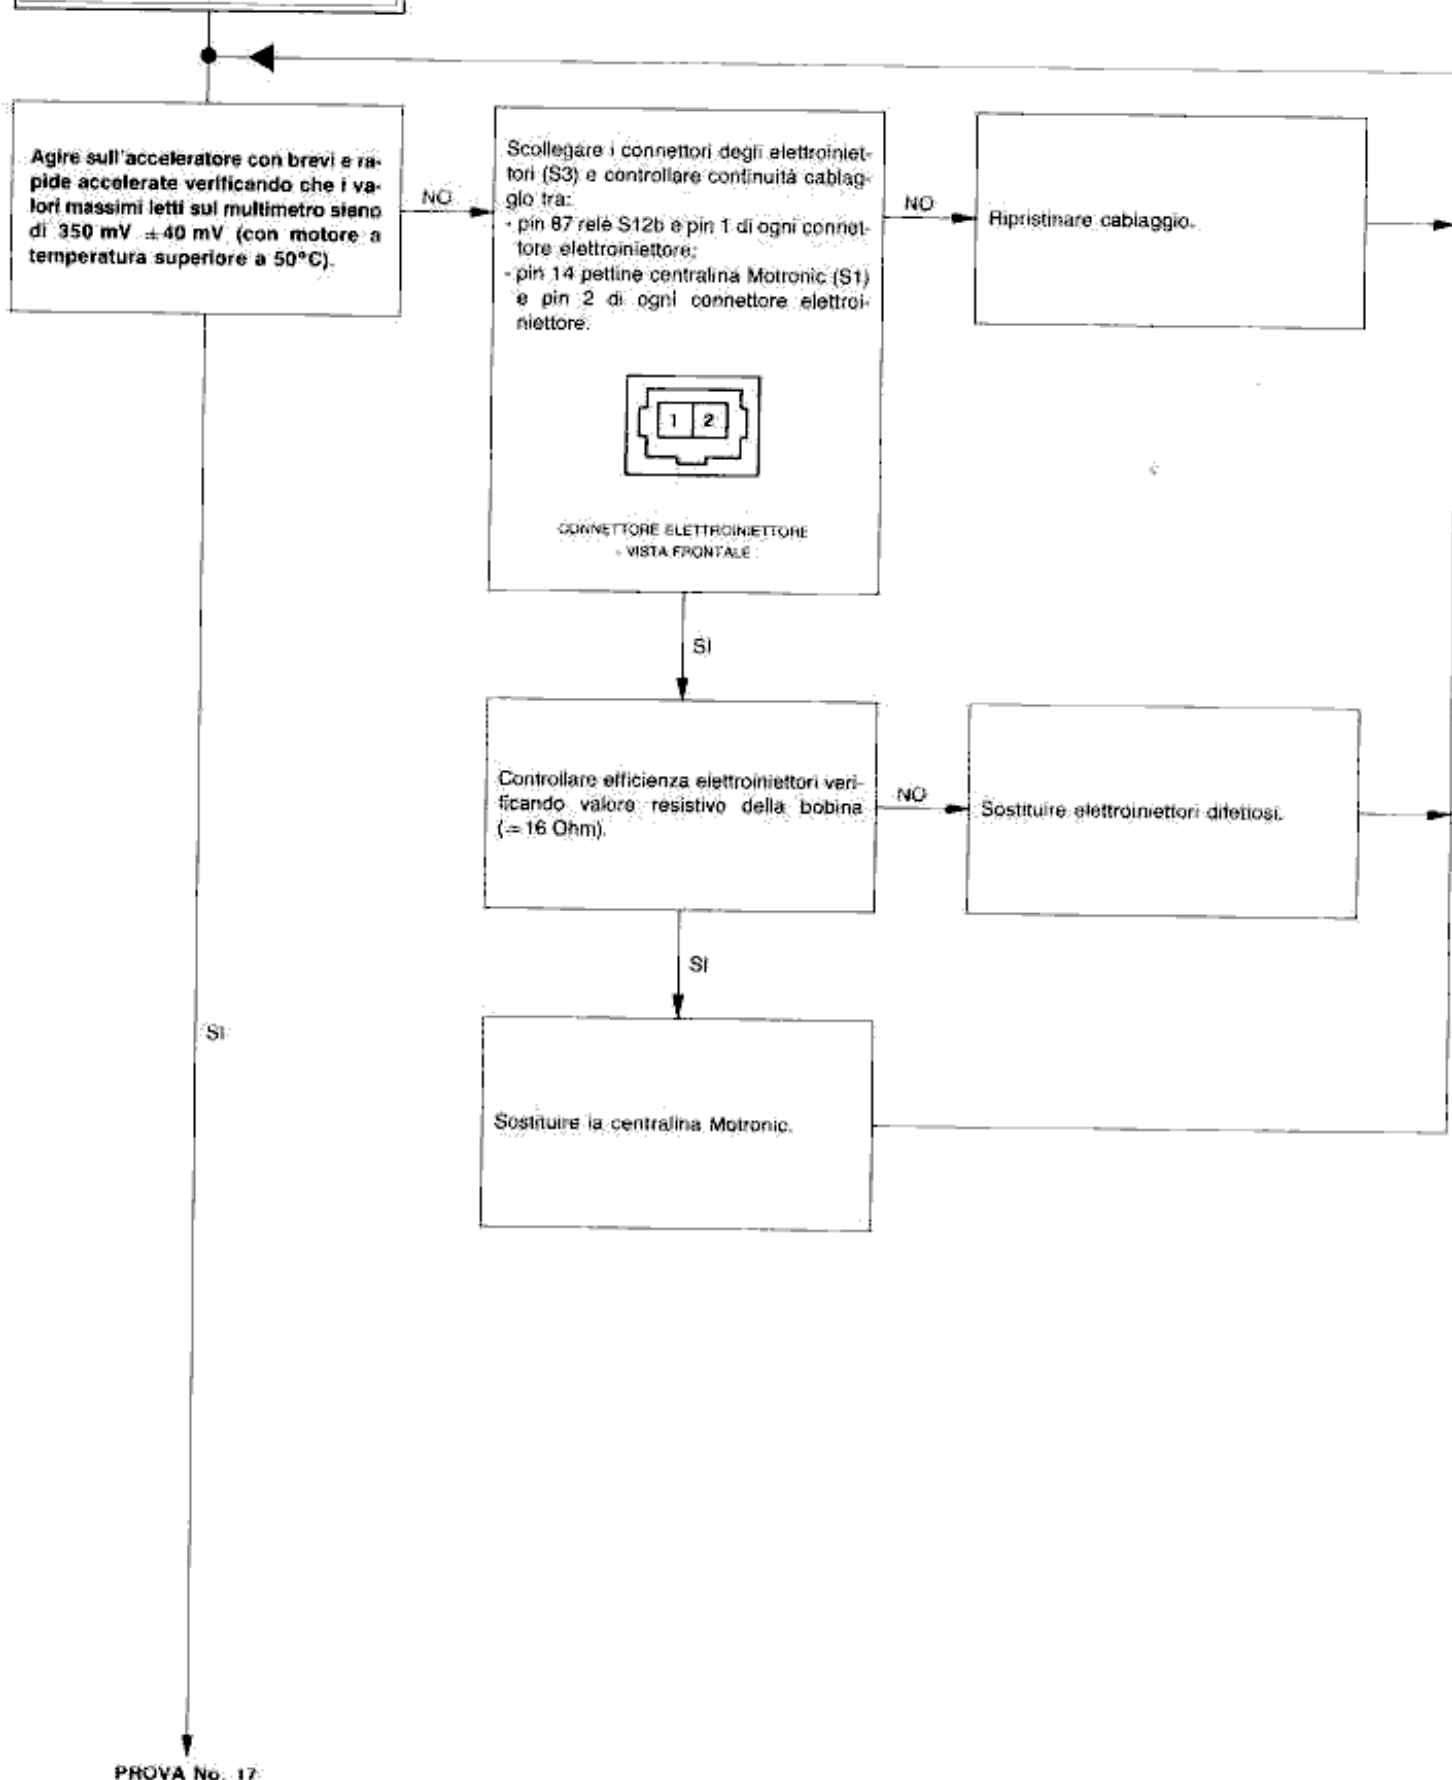 Agire sull'acceleratore con brevi e ra-
pide accelerate verificando che i va-
lori massimi letti sul multimetro siano
di 350 mV ±40 mV (con motore a
temperatura superiore a 50°C).
NO
Scollegare i connettori degli elettroiniet-
tori (S3) e controllare continuità cablag-
gio tra:
- pin 87 relè S12b e pin 1 di ogni connet-
tore elettroiniettore;
- pin 14 pettine centralina Motronic (S1)
e pin 2 di ogni connettore elettroi-
niettore.
1 2
CONNETTORE ELETTROINIETTORE
- VISTA FRONTALE
NO
Ripristinare cablaggio.
SI
Controllare efficienza elettroiniettori veri-
ficando valore resistivo della bobina
(≃16 Ohm).
NO
Sostituire elettroiniettori difettosi.
SI
Sostituire la centralina Motronic.
SI
PROVA No. 17